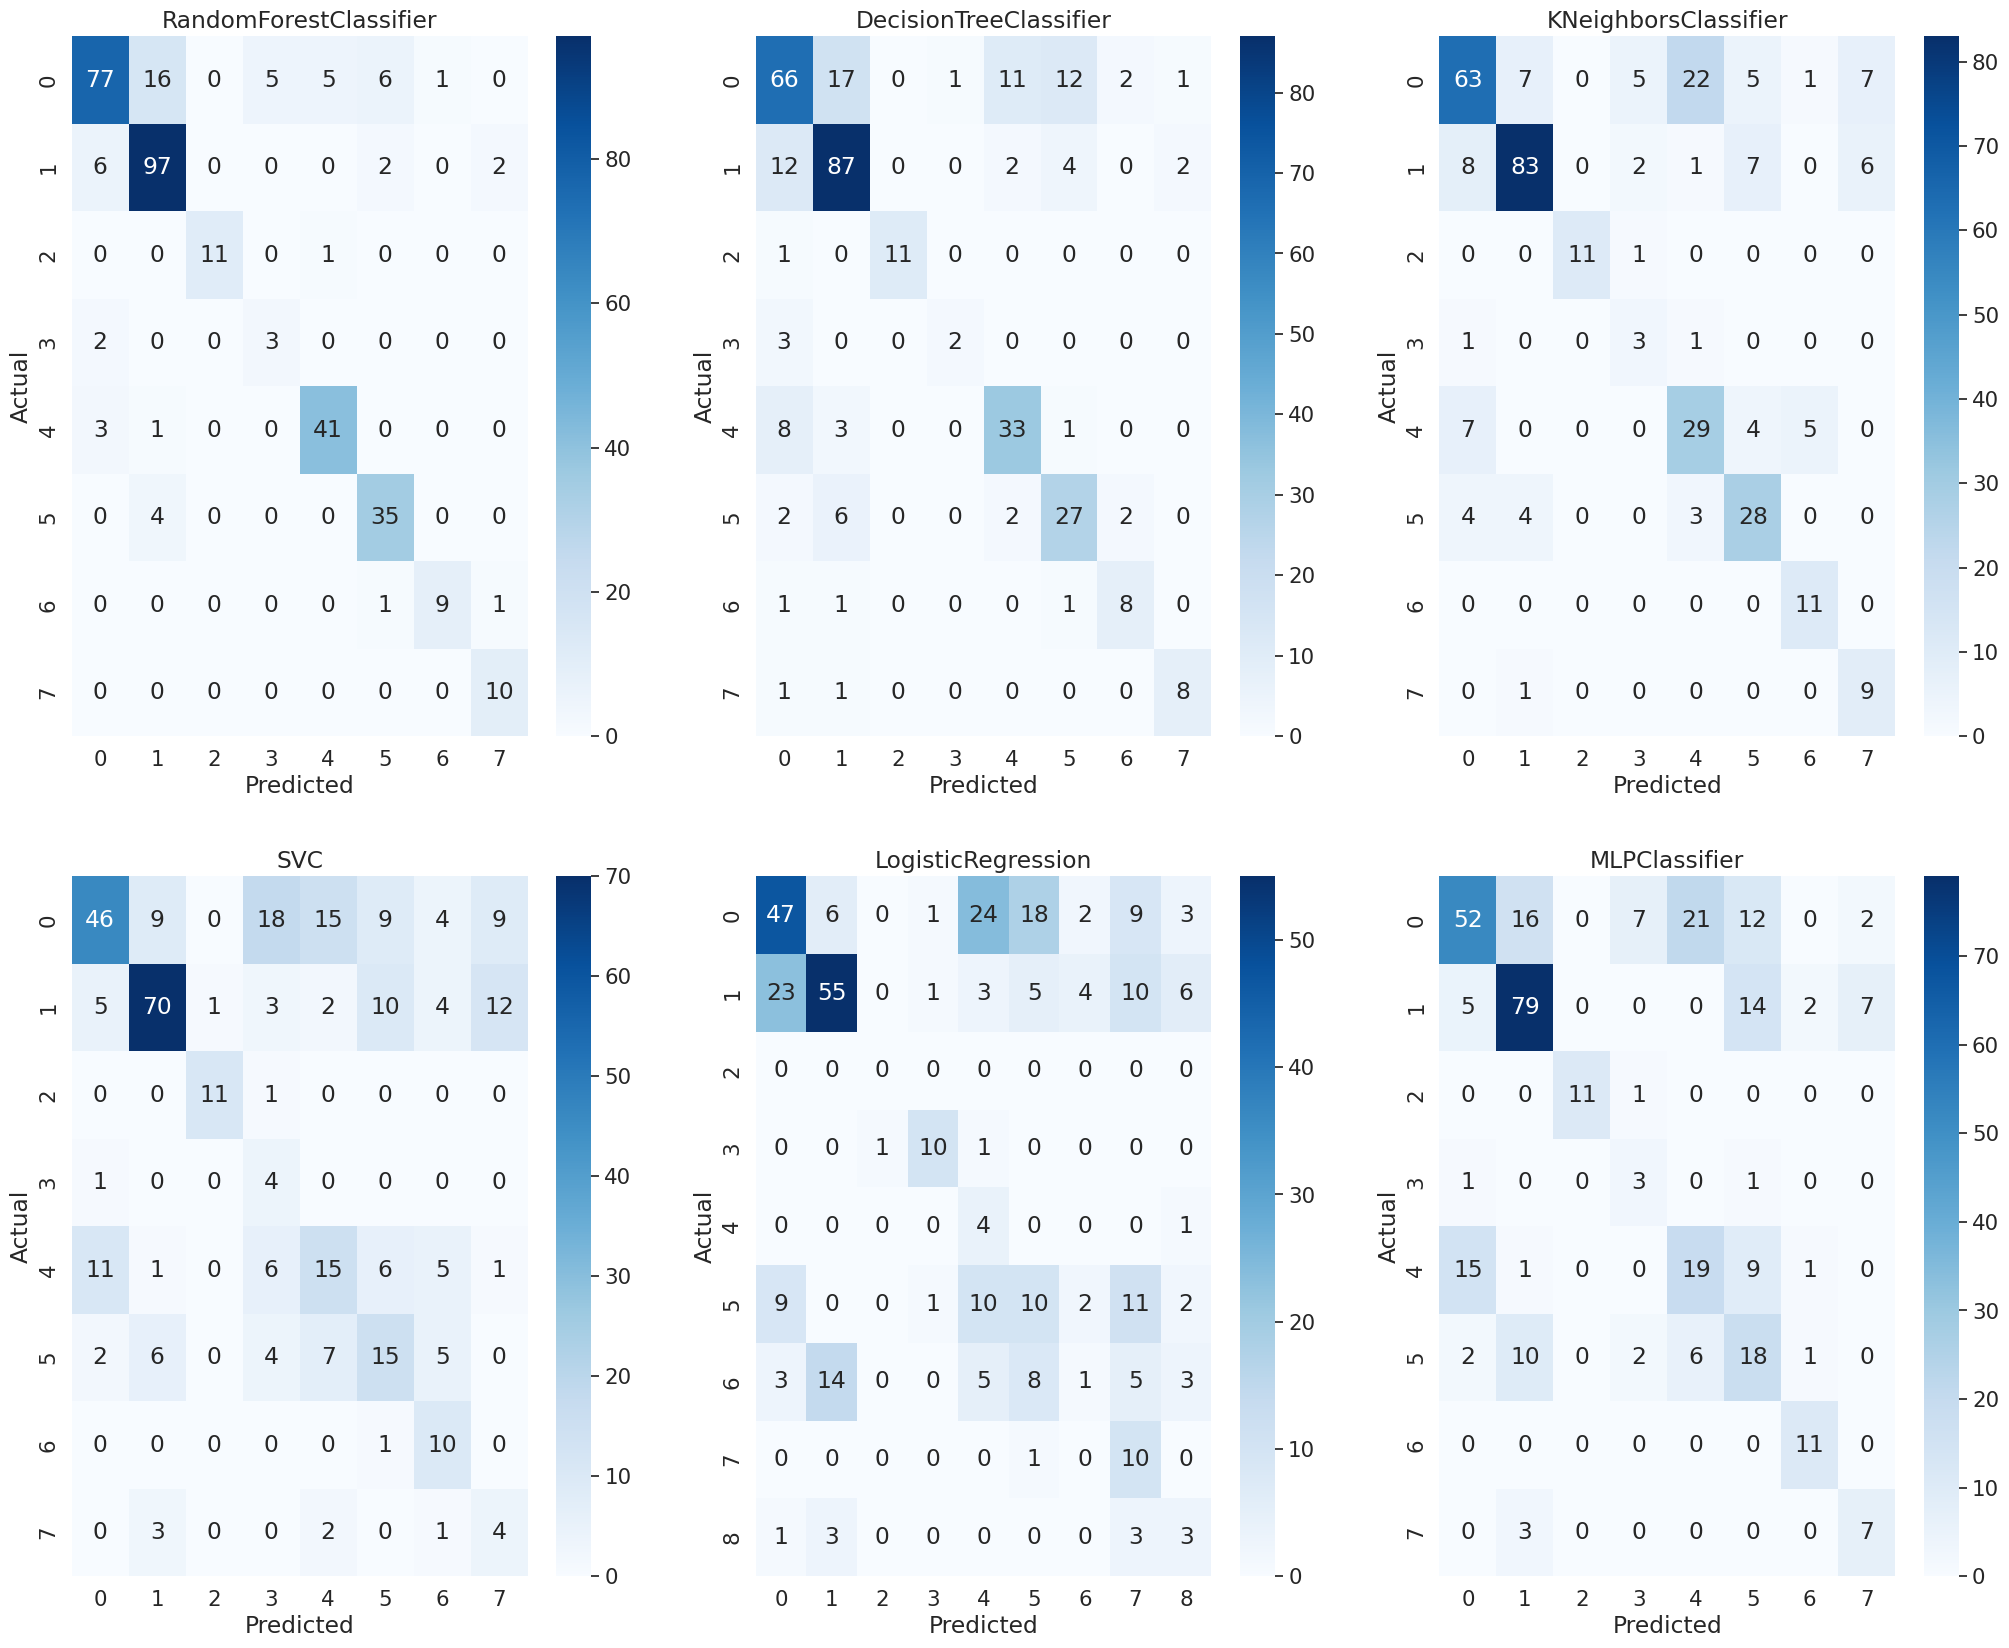 RandomForestClassifier
0 77 16 0 5 5 6 1 0
1 6 97 0 0 0 2 0 2
2 0 0 11 0 1 0 0 0
3 2 0 0 3 0 0 0 0
4 3 1 0 0 41 0 0 0
5 0 4 0 0 0 35 0 0
6 0 0 0 0 0 1 9 1
7 0 0 0 0 0 0 0 10
0 1 2 3 4 5 6 7
Actual
Predicted
80
60
40
20
0
DecisionTreeClassifier
0 66 17 0 1 11 12 2 1
1 12 87 0 0 2 4 0 2
2 1 0 11 0 0 0 0 0
3 3 0 0 2 0 0 0 0
4 8 3 0 0 33 1 0 0
5 2 6 0 0 2 27 2 0
6 1 1 0 0 0 1 8 0
7 1 1 0 0 0 0 0 8
0 1 2 3 4 5 6 7
Actual
Predicted
80
70
60
50
40
30
20
10
0
KNeighborsClassifier
0 63 7 0 5 22 5 1 7
1 8 83 0 2 1 7 0 6
2 0 0 11 1 0 0 0 0
3 1 0 0 3 1 0 0 0
4 7 0 0 0 29 4 5 0
5 4 4 0 0 3 28 0 0
6 0 0 0 0 0 0 11 0
7 0 1 0 0 0 0 0 9
0 1 2 3 4 5 6 7
Actual
Predicted
80
70
60
50
40
30
20
10
0
SVC
0 46 9 0 18 15 9 4 9
1 5 70 1 3 2 10 4 12
2 0 0 11 1 0 0 0 0
3 1 0 0 4 0 0 0 0
4 11 1 0 6 15 6 5 1
5 2 6 0 4 7 15 5 0
6 0 0 0 0 0 1 10 0
7 0 3 0 0 2 0 1 4
0 1 2 3 4 5 6 7
Actual
Predicted
70
60
50
40
30
20
10
0
LogisticRegression
0 47 6 0 1 24 18 2 9 3
1 23 55 0 1 3 5 4 10 6
2 0 0 0 0 0 0 0 0 0
3 0 0 1 10 1 0 0 0 0
4 0 0 0 0 4 0 0 0 1
5 9 0 0 1 10 10 2 11 2
6 3 14 0 0 5 8 1 5 3
7 0 0 0 0 0 1 0 10 0
8 1 3 0 0 0 0 0 3 3
0 1 2 3 4 5 6 7 8
Actual
Predicted
50
40
30
20
10
0
MLPClassifier
0 52 16 0 7 21 12 0 2
1 5 79 0 0 0 14 2 7
2 0 0 11 1 0 0 0 0
3 1 0 0 3 0 1 0 0
4 15 1 0 0 19 9 1 0
5 2 10 0 2 6 18 1 0
6 0 0 0 0 0 0 11 0
7 0 3 0 0 0 0 0 7
0 1 2 3 4 5 6 7
Actual
Predicted
70
60
50
40
30
20
10
0